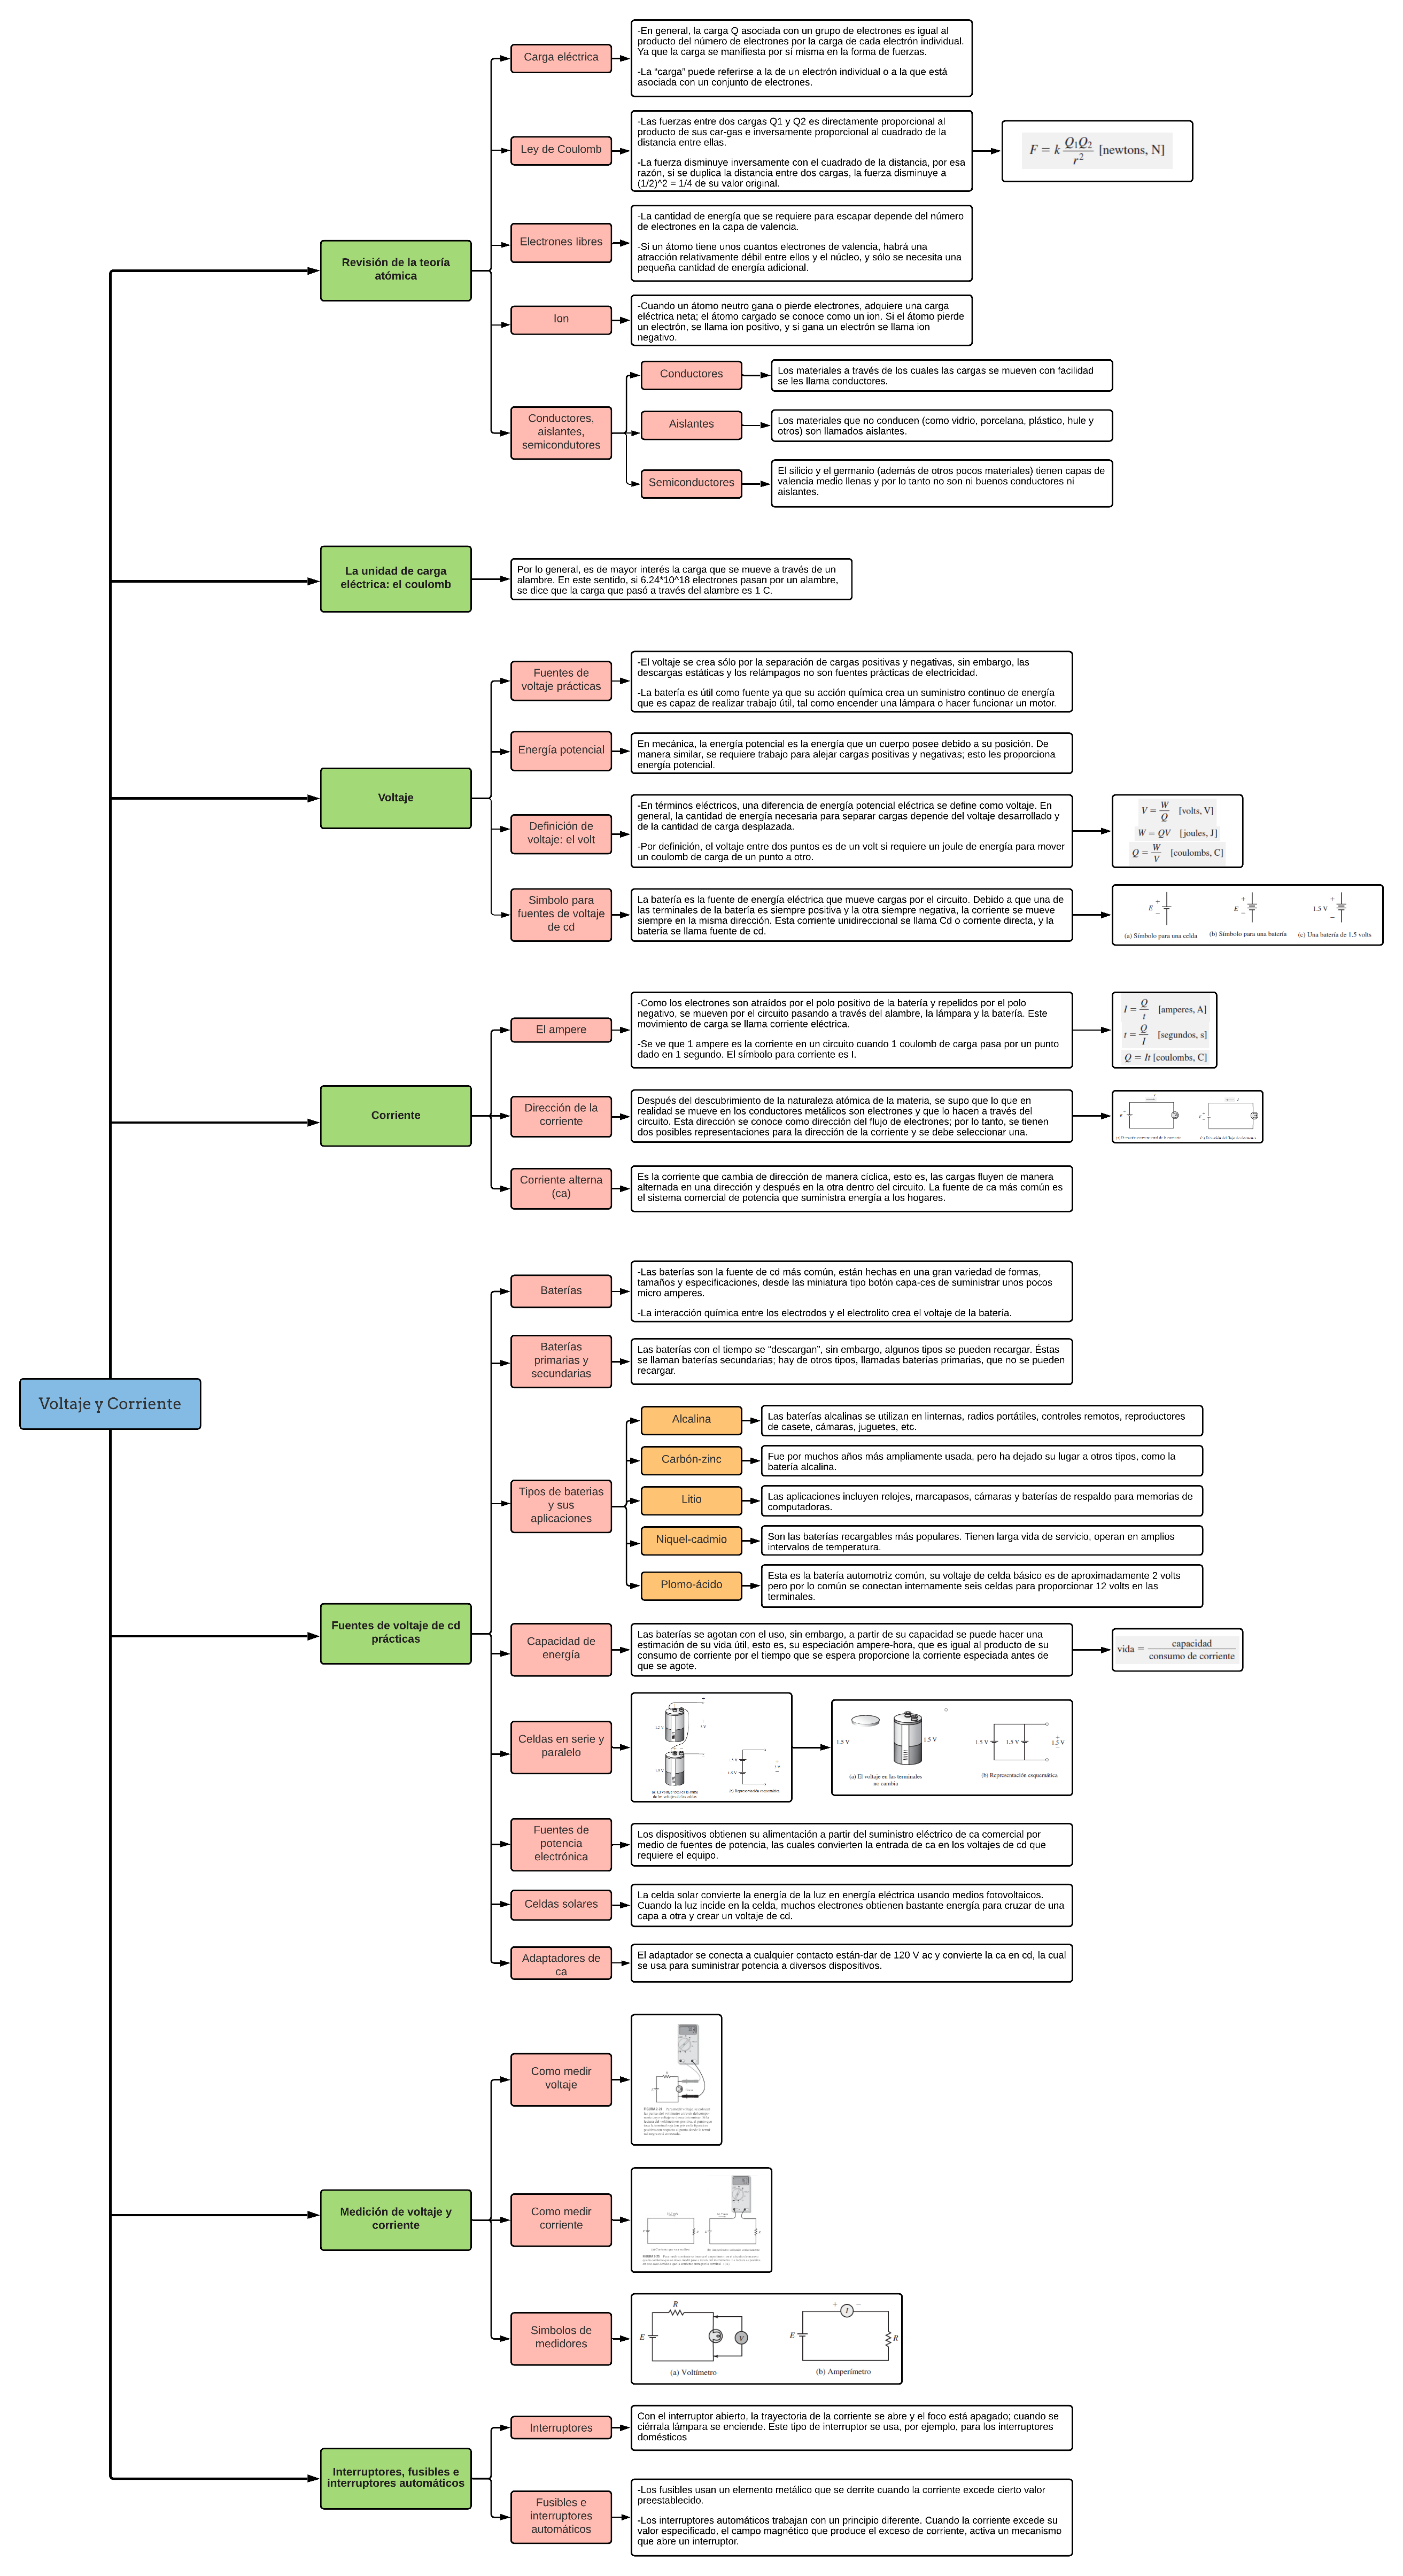 -En general, la carga Q asociada con un grupo de electrones es igual al
producto del número de electrones por la carga de cada electrón individual.
Ya que la carga se manifiesta por sí misma en la forma de fuerzas.
-La “carga” puede referirse a la de un electrón individual o a la que está
asociada con un conjunto de electrones.
Carga eléctrica
-Las fuerzas entre dos cargas Q1 y Q2 es directamente proporcional al
producto de sus car-gas e inversamente proporcional al cuadrado de la
distancia entre ellas.
-La fuerza disminuye inversamente con el cuadrado de la distancia, por esa
razón, si se duplica la distancia entre dos cargas, la fuerza disminuye a
(1/2)^2 = 1/4 de su valor original.
Ley de Coulomb
F = k Q1Q2/r² [newtons, N]
-La cantidad de energía que se requiere para escapar depende del número
de electrones en la capa de valencia.
-Si un átomo tiene unos cuantos electrones de valencia, habrá una
atracción relativamente débil entre ellos y el núcleo, y sólo se necesita una
pequeña cantidad de energía adicional.
Electrones libres
Revisión de la teoría
atómica
-Cuando un átomo neutro gana o pierde electrones, adquiere una carga
eléctrica neta; el átomo cargado se conoce como un ion. Si el átomo pierde
un electrón, se llama ion positivo, y si gana un electrón se llama ion
negativo.
Ion
Conductores
Los materiales a través de los cuales las cargas se mueven con facilidad
se les llama conductores.
Conductores,
aislantes,
semicondutores
Aislantes
Los materiales que no conducen (como vidrio, porcelana, plástico, hule y
otros) son llamados aislantes.
Semiconductores
El silicio y el germanio (además de otros pocos materiales) tienen capas de
valencia medio llenas y por lo tanto no son ni buenos conductores ni
aislantes.
La unidad de carga
eléctrica: el coulomb
Por lo general, es de mayor interés la carga que se mueve a través de un
alambre. En este sentido, si 6.24*10^18 electrones pasan por un alambre,
se dice que la carga que pasó a través del alambre es 1 C.
Fuentes de
voltaje prácticas
-El voltaje se crea sólo por la separación de cargas positivas y negativas, sin embargo, las
descargas estáticas y los relámpagos no son fuentes prácticas de electricidad.
-La batería es útil como fuente ya que su acción química crea un suministro continuo de energía
que es capaz de realizar trabajo útil, tal como encender una lámpara o hacer funcionar un motor.
Energía potencial
En mecánica, la energía potencial es la energía que un cuerpo posee debido a su posición. De
manera similar, se requiere trabajo para alejar cargas positivas y negativas; esto les proporciona
energía potencial.
Voltaje
Definición de
voltaje: el volt
-En términos eléctricos, una diferencia de energía potencial eléctrica se define como voltaje. En
general, la cantidad de energía necesaria para separar cargas depende del voltaje desarrollado y
de la cantidad de carga desplazada.
-Por definición, el voltaje entre dos puntos es de un volt si requiere un joule de energía para mover
un coulomb de carga de un punto a otro.
V = W/Q [volts, V]
W = QV [joules, J]
Q = W/V [coulombs, C]
Simbolo para
fuentes de voltaje
de cd
La batería es la fuente de energía eléctrica que mueve cargas por el circuito. Debido a que una de
las terminales de la batería es siempre positiva y la otra siempre negativa, la corriente se mueve
siempre en la misma dirección. Esta corriente unidireccional se llama Cd o corriente directa, y la
batería se llama fuente de cd.
E + − E + − 1.5 V + −
(a) Símbolo para una celda (b) Símbolo para una batería (c) Una batería de 1.5 volts
El ampere
-Como los electrones son atraídos por el polo positivo de la batería y repelidos por el polo
negativo, se mueven por el circuito pasando a través del alambre, la lámpara y la batería. Este
movimiento de carga se llama corriente eléctrica.
-Se ve que 1 ampere es la corriente en un circuito cuando 1 coulomb de carga pasa por un punto
dado en 1 segundo. El símbolo para corriente es I.
I = Q/t [amperes, A]
t = Q/I [segundos, s]
Q = It [coulombs, C]
Corriente
Dirección de la
corriente
Después del descubrimiento de la naturaleza atómica de la materia, se supo que lo que en
realidad se mueve en los conductores metálicos son electrones y que lo hacen a través del
circuito. Esta dirección se conoce como dirección del flujo de electrones; por lo tanto, se tienen
dos posibles representaciones para la dirección de la corriente y se debe seleccionar una.
Corriente alterna
(ca)
Es la corriente que cambia de dirección de manera cíclica, esto es, las cargas fluyen de manera
alternada en una dirección y después en la otra dentro del circuito. La fuente de ca más común es
el sistema comercial de potencia que suministra energía a los hogares.
Baterías
-Las baterías son la fuente de cd más común, están hechas en una gran variedad de formas,
tamaños y especificaciones, desde las miniatura tipo botón capa-ces de suministrar unos pocos
micro amperes.
-La interacción química entre los electrodos y el electrolito crea el voltaje de la batería.
Baterías
primarias y
secundarias
Las baterías con el tiempo se “descargan”, sin embargo, algunos tipos se pueden recargar. Éstas
se llaman baterías secundarias; hay de otros tipos, llamadas baterías primarias, que no se pueden
recargar.
Voltaje y Corriente
Alcalina
Las baterías alcalinas se utilizan en linternas, radios portátiles, controles remotos, reproductores
de casete, cámaras, juguetes, etc.
Carbón-zinc
Fue por muchos años más ampliamente usada, pero ha dejado su lugar a otros tipos, como la
batería alcalina.
Tipos de baterias
y sus
aplicaciones
Litio
Las aplicaciones incluyen relojes, marcapasos, cámaras y baterías de respaldo para memorias de
computadoras.
Niquel-cadmio
Son las baterías recargables más populares. Tienen larga vida de servicio, operan en amplios
intervalos de temperatura.
Plomo-ácido
Esta es la batería automotriz común, su voltaje de celda básico es de aproximadamente 2 volts
pero por lo común se conectan internamente seis celdas para proporcionar 12 volts en las
terminales.
Fuentes de voltaje de cd
prácticas
Capacidad de
energía
Las baterías se agotan con el uso, sin embargo, a partir de su capacidad se puede hacer una
estimación de su vida útil, esto es, su especiación ampere-hora, que es igual al producto de su
consumo de corriente por el tiempo que se espera proporcione la corriente especiada antes de
que se agote.
vida = capacidad/consumo de corriente
Celdas en serie y
paralelo
(b) Representación esquemática
1.5 V 1.5 V 1.5 V 1.5 V 1.5 V
(a) El voltaje en las terminales
no cambia
(b) Representación esquemática
Fuentes de
potencia
electrónica
Los dispositivos obtienen su alimentación a partir del suministro eléctrico de ca comercial por
medio de fuentes de potencia, las cuales convierten la entrada de ca en los voltajes de cd que
requiere el equipo.
Celdas solares
La celda solar convierte la energía de la luz en energía eléctrica usando medios fotovoltaicos.
Cuando la luz incide en la celda, muchos electrones obtienen bastante energía para cruzar de una
capa a otra y crear un voltaje de cd.
Adaptadores de
ca
El adaptador se conecta a cualquier contacto están-dar de 120 V ac y convierte la ca en cd, la cual
se usa para suministrar potencia a diversos dispositivos.
Como medir
voltaje
Medición de voltaje y
corriente
Como medir
corriente
Simbolos de
medidores
R E V
(a) Voltímetro
+ I − E R
(b) Amperímetro
Interruptores
Con el interruptor abierto, la trayectoria de la corriente se abre y el foco está apagado; cuando se
ciérrala lámpara se enciende. Este tipo de interruptor se usa, por ejemplo, para los interruptores
domésticos
Interruptores, fusibles e
interruptores automáticos
Fusibles e
interruptores
automáticos
-Los fusibles usan un elemento metálico que se derrite cuando la corriente excede cierto valor
preestablecido.
-Los interruptores automáticos trabajan con un principio diferente. Cuando la corriente excede su
valor especificado, el campo magnético que produce el exceso de corriente, activa un mecanismo
que abre un interruptor.